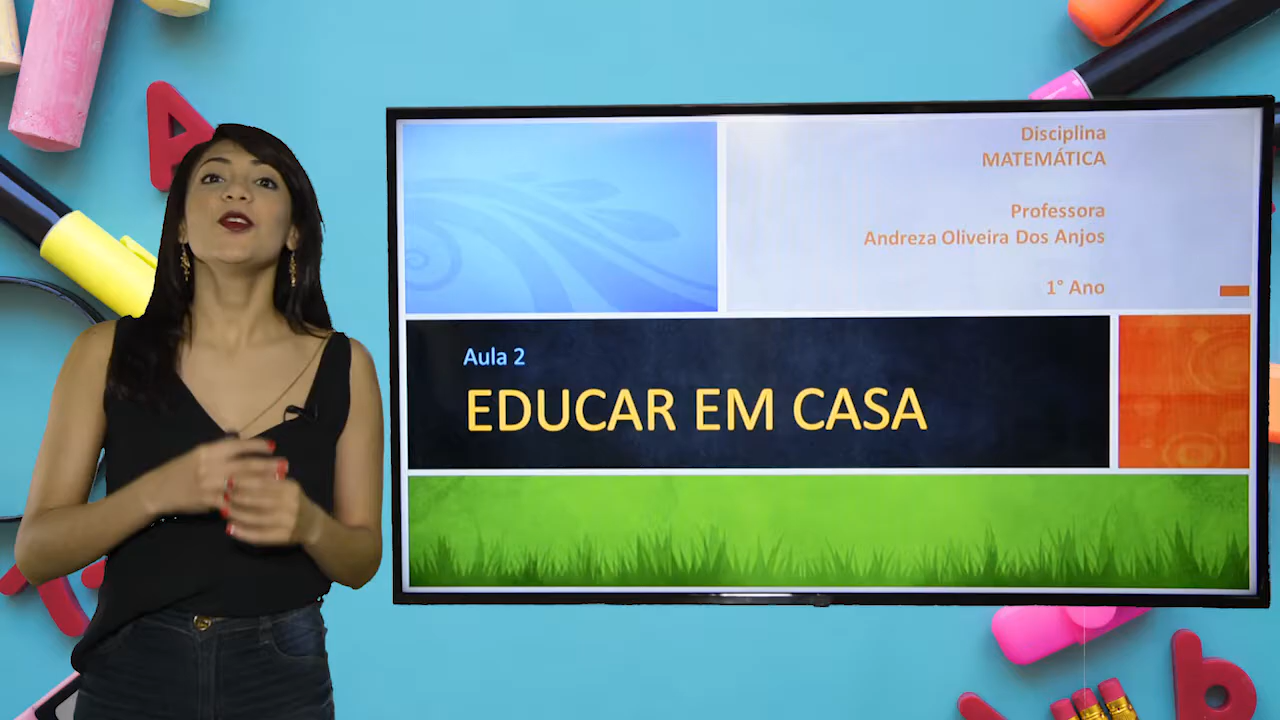 Disciplina
MATEMÁTICA
Professora
Andreza Oliveira Dos Anjos
1° Ano
Aula 2
EDUCAR EM CASA
A
b